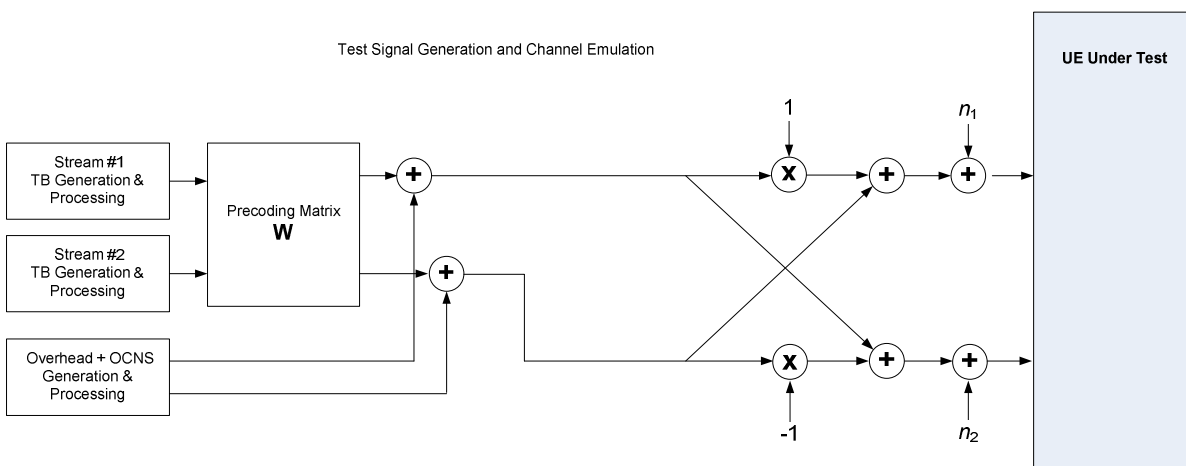 Test Signal Generation and Channel Emulation
UE Under Test
1
n1
Stream #1
TB Generation &
Processing
Precoding Matrix
W
+
x
+
+
Stream #2
TB Generation &
Processing
+
Overhead + OCNS
Generation &
Processing
x
+
+
-1
n2